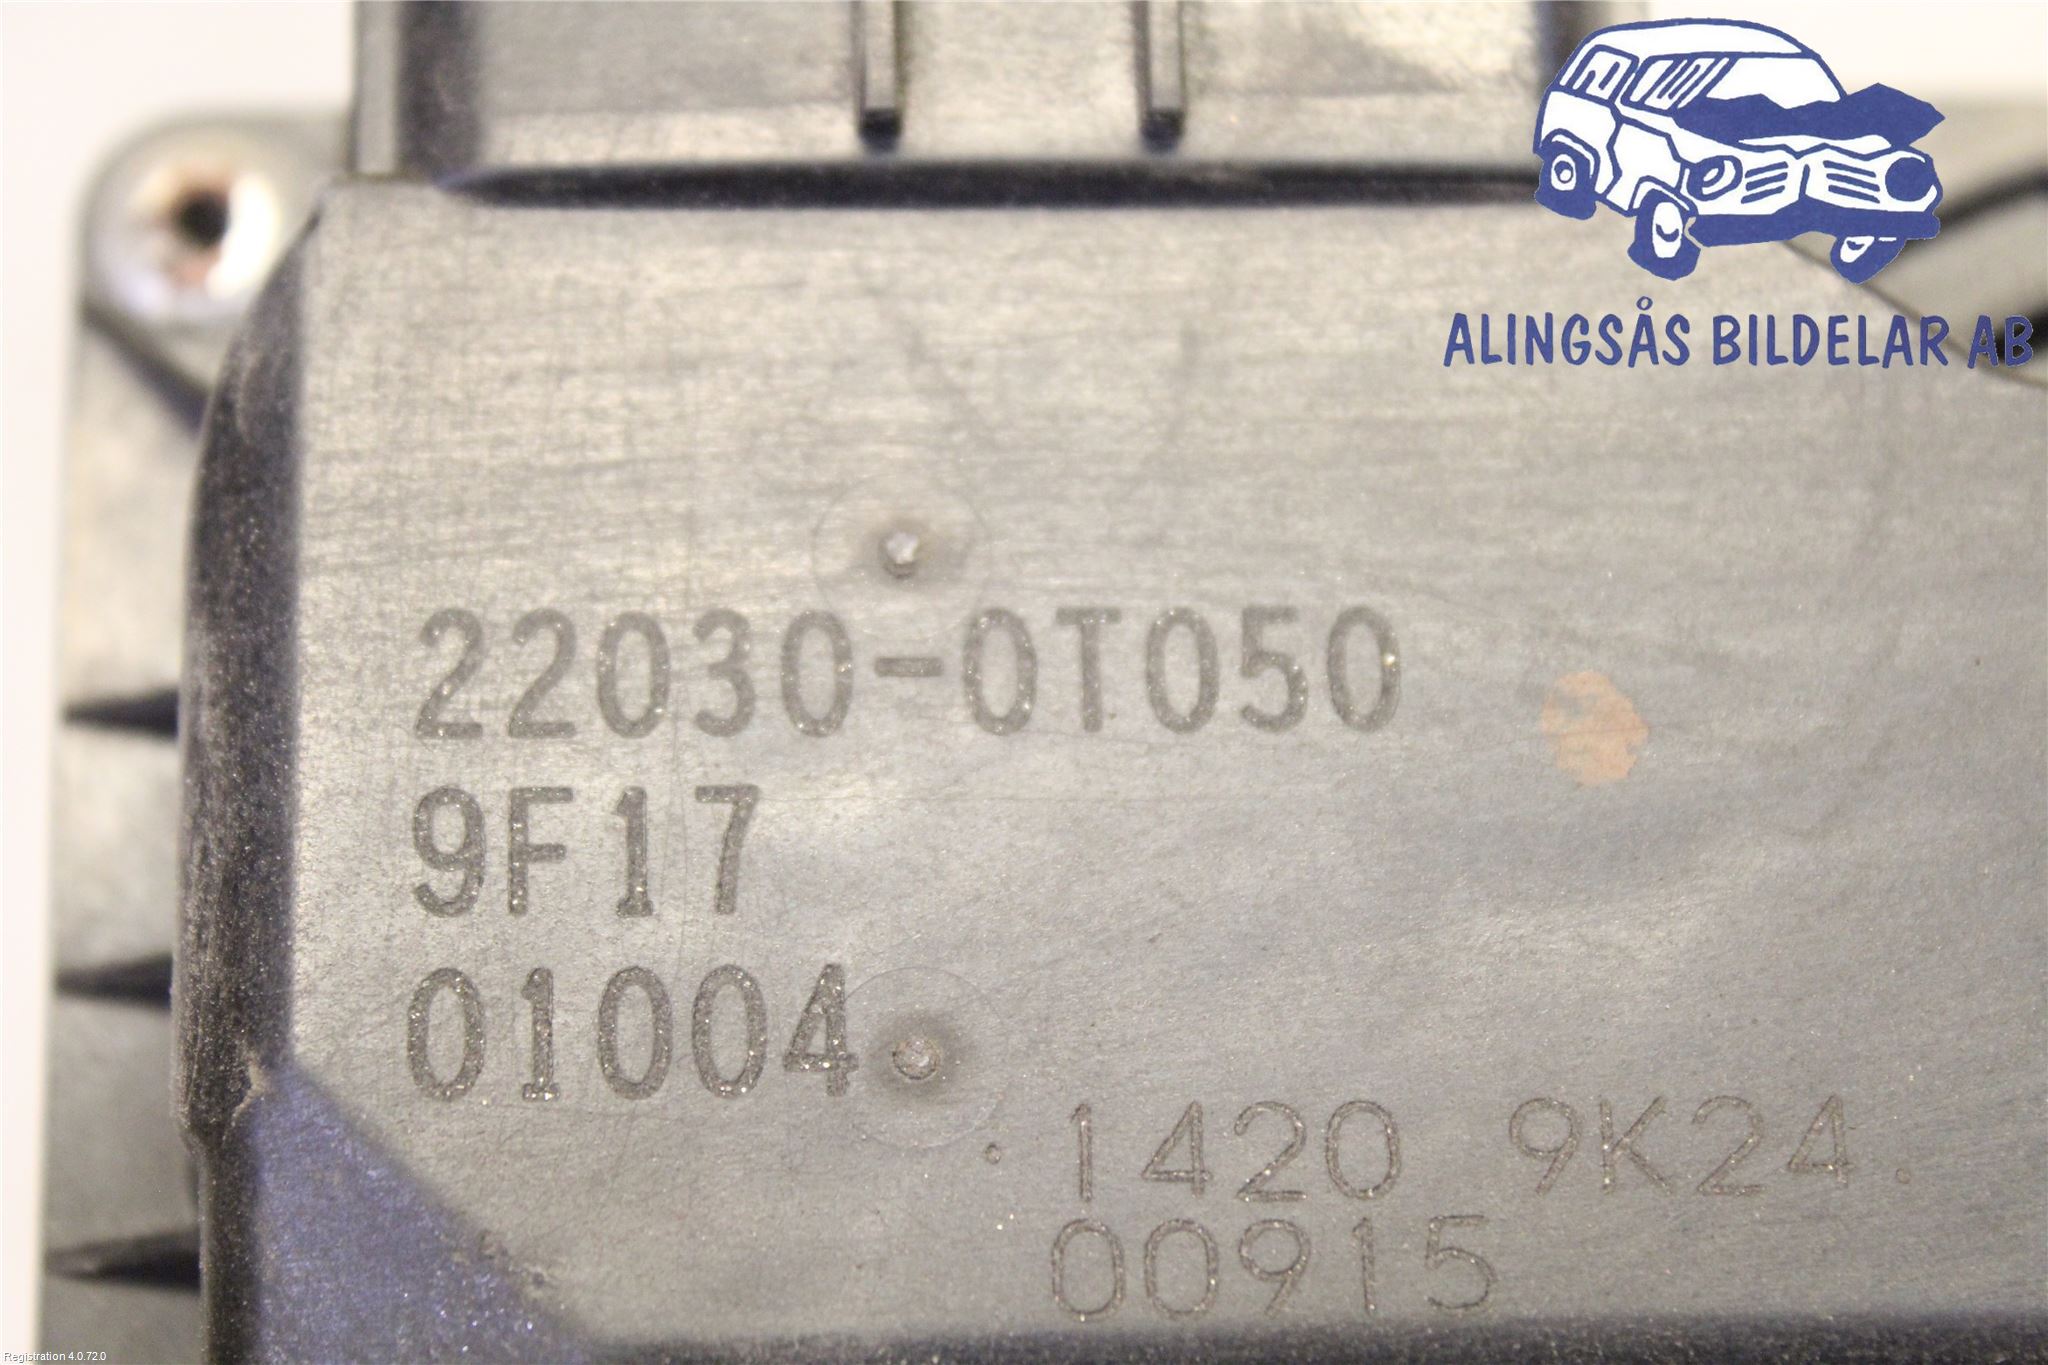 ALINGSÅS BILDELAR AB
22030-0T050
9F17
01004
. 1420 9K24.
00915
Registration 4.0.72.0